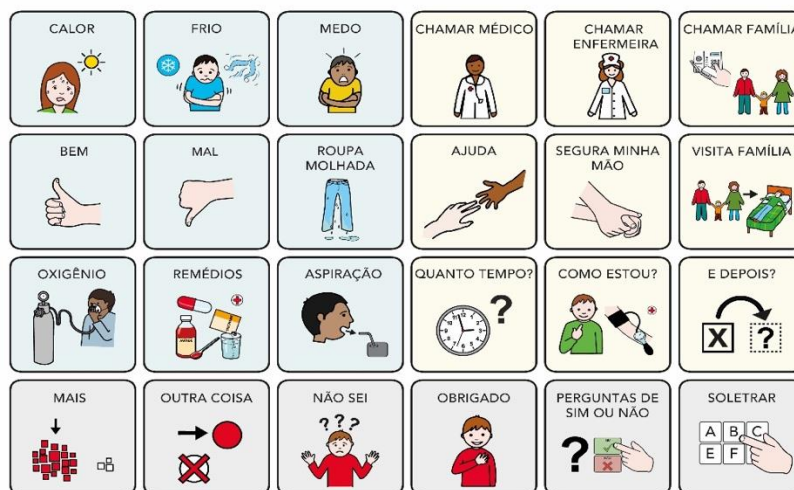 CALOR
FRIO
MEDO
CHAMAR MÉDICO
CHAMAR
ENFERMEIRA
CHAMAR FAMÍLIA
BEM
MAL
ROUPA
MOLHADA
AJUDA
SEGURA MINHA
MÃO
VISITA FAMÍLIA
OXIGÊNIO
REMÉDIOS
ASPIRAÇÃO
QUANTO TEMPO?
?
COMO ESTOU?
E DEPOIS?
X ?
MAIS
OUTRA COISA
NÃO SEI
? ? ?
OBRIGADO
PERGUNTAS DE
SIM OU NÃO
?
SOLETRAR
A B C
E F